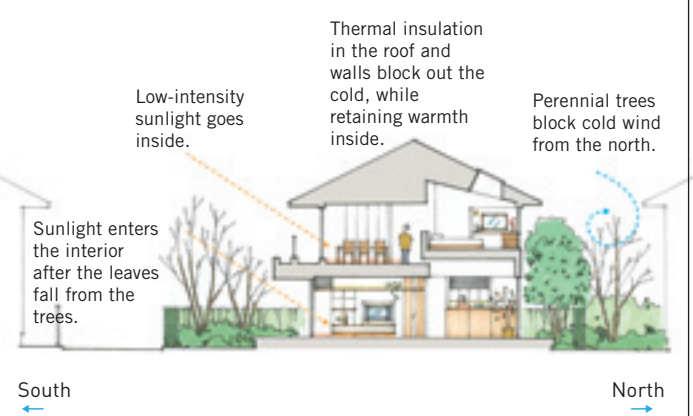 Thermal insulation
in the roof and
walls block out the
cold, while
retaining warmth
inside.
Low-intensity
sunlight goes
inside.
Perennial trees
block cold wind
from the north.
Sunlight enters
the interior
after the leaves
fall from the
trees.
South
North